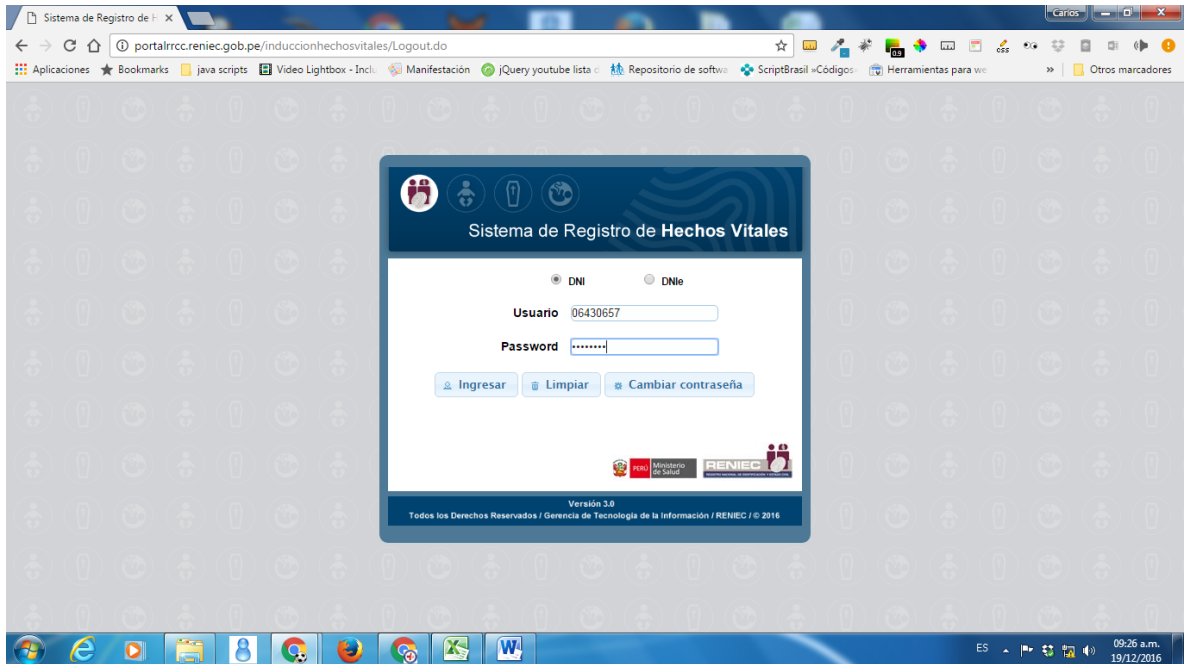 Sistema de Registro de H
Carlos
portalrrcc.reniec.gob.pe/induccionhechosvitales/Logout.do
0.9
CSS
Aplicaciones Bookmarks java scripts Video Lightbox - Inclu Manifestación jQuery youtube lista d Repositorio de softwa ScriptBrasil »Códigos Herramientas para we » Otros marcadores
Sistema de Registro de Hechos Vitales
DNI DNIe
Usuario 06430657
Password ••••••••
Ingresar Limpiar Cambiar contraseña
PERÚ Ministerio
de Salud
RENIEC
Versión 3.0
Todos los Derechos Reservados / Gerencia de Tecnología de la Información / RENIEC / © 2016
ES
09:26 a.m.
19/12/2016